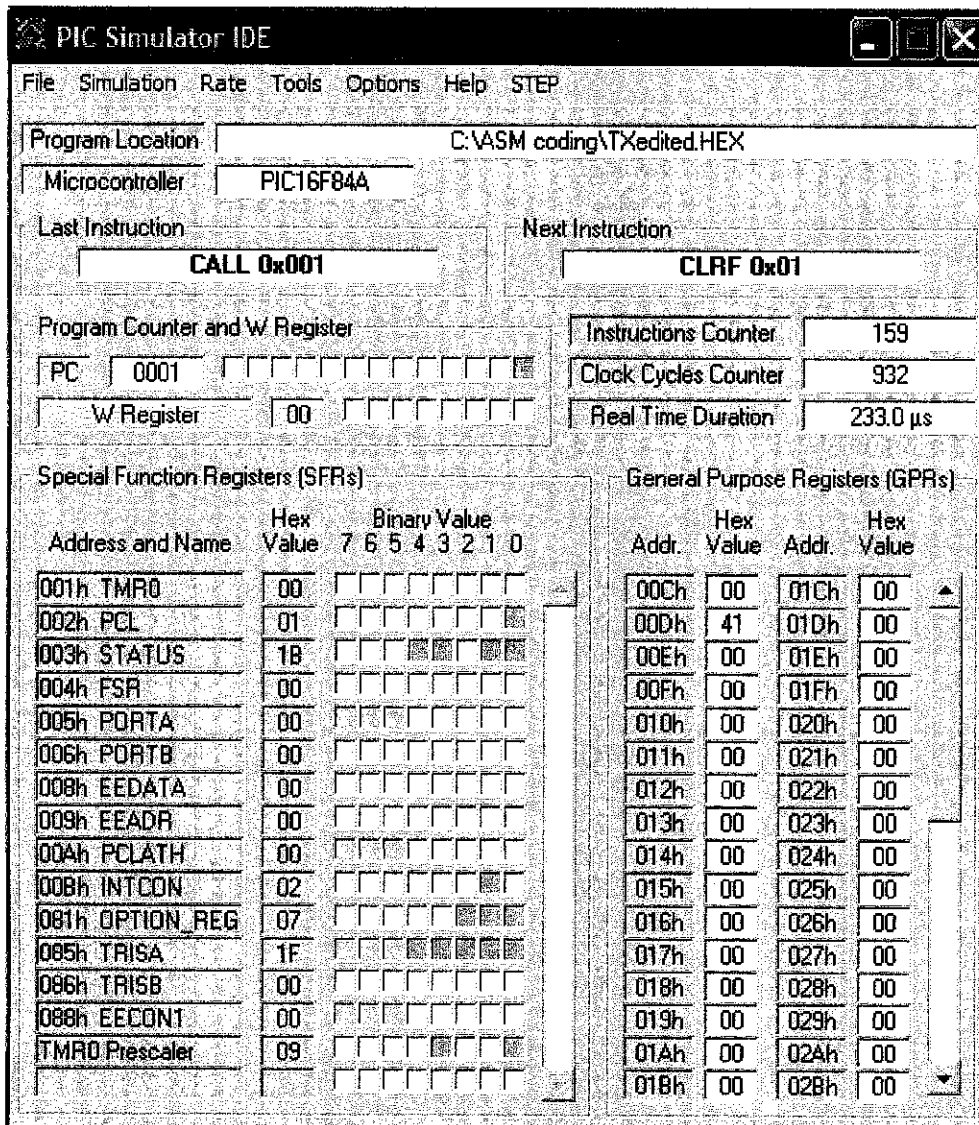 PIC Simulator IDE
File Simulation Rate Tools Options Help STEP
Program Location C:\ASM coding\TXedited.HEX
Microcontroller PIC16F84A
Last Instruction Next Instruction
CALL 0x001 CLRF 0x01
Program Counter and W Register Instructions Counter 159
PC 0001 Clock Cycles Counter 932
W Register 00 Real Time Duration 233.0 µs
Special Function Registers (SFRs) General Purpose Registers (GPRs)
Hex Binary Value Hex Hex
Address and Name Value 7 6 5 4 3 2 1 0 Addr. Value Addr. Value
001h TMR0 00 00Ch 00 01Ch 00
002h PCL 01 00Dh 41 01Dh 00
003h STATUS 1B 00Eh 00 01Eh 00
004h FSR 00 00Fh 00 01Fh 00
005h PORTA 00 010h 00 020h 00
006h PORTB 00 011h 00 021h 00
008h EEDATA 00 012h 00 022h 00
009h EEADR 00 013h 00 023h 00
00Ah PCLATH 00 014h 00 024h 00
00Bh INTCON 02 015h 00 025h 00
081h OPTION_REG 07 016h 00 026h 00
085h TRISA 1F 017h 00 027h 00
086h TRISB 00 018h 00 028h 00
088h EECON1 00 019h 00 029h 00
TMR0 Prescaler 09 01Ah 00 02Ah 00
01Bh 00 02Bh 00